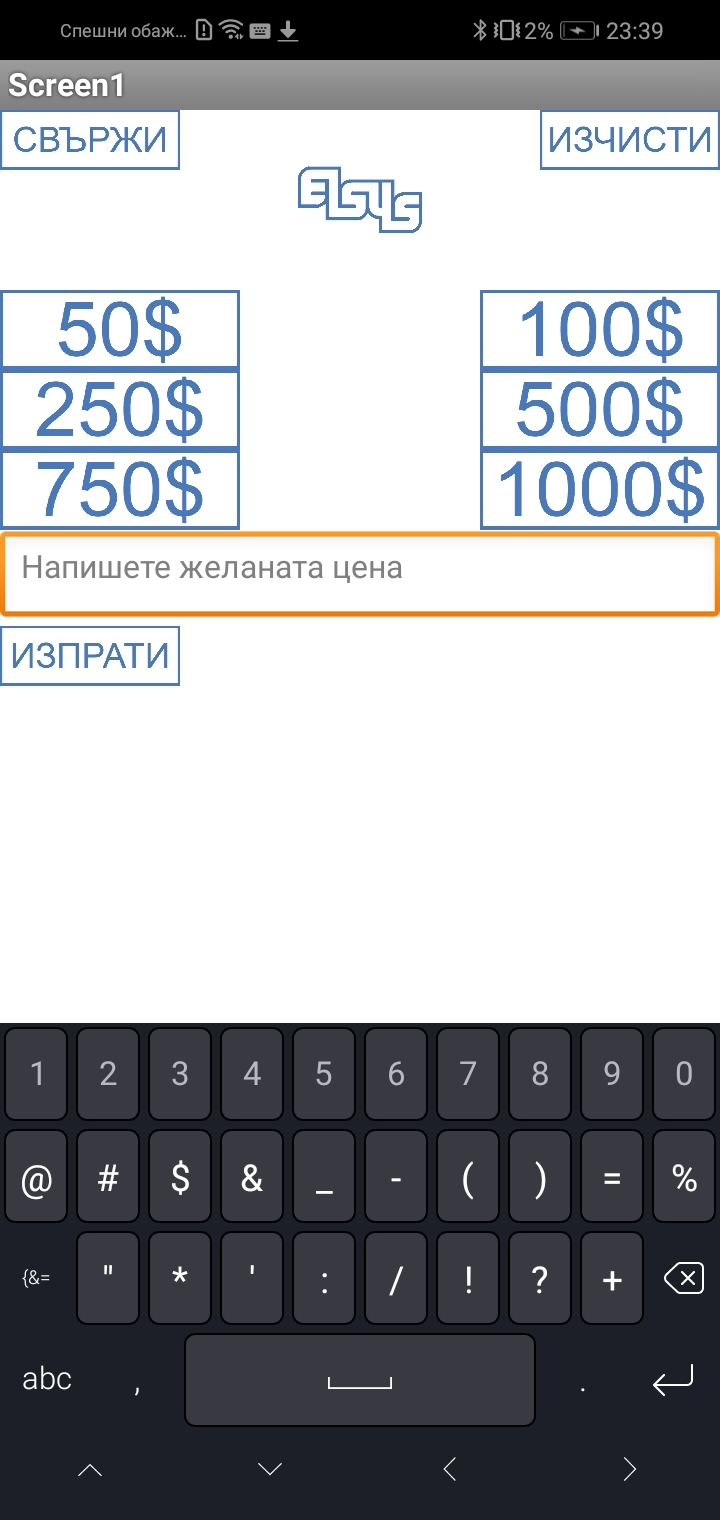 Спешни обаж... 2% 23:39
Screen1
СВЪРЖИ ИЗЧИСТИ
ELSYS
50$ 100$
250$ 500$
750$ 1000$
Напишете желаната цена
ИЗПРАТИ
1 2 3 4 5 6 7 8 9 0
@ # $ & _ - ( ) = %
{&= " * ' : / ! ? +
abc , .